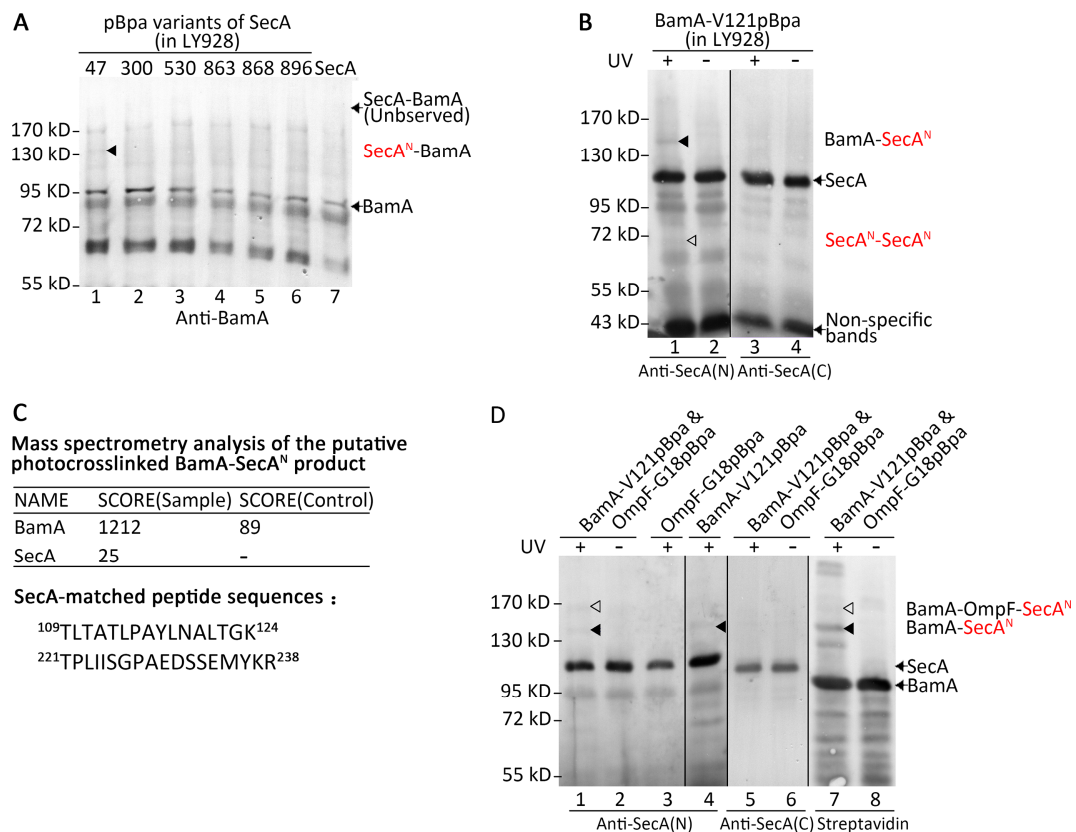 A
pBpa variants of SecA
(in LY928)
47 300 530 863 868 896 SecA
SecA-BamA
(Unbserved)
170 kD
130 kD
SecAᴺ-BamA
95 kD
BamA
72 kD
55 kD
1 2 3 4 5 6 7
Anti-BamA
B
BamA-V121pBpa
(in LY928)
UV + − + −
170 kD
BamA-SecAᴺ
130 kD
SecA
95 kD
72 kD
SecAᴺ-SecAᴺ
55 kD
43 kD
Non-specific
bands
1 2 3 4
Anti-SecA(N) Anti-SecA(C)
C
Mass spectrometry analysis of the putative
photocrosslinked BamA-SecAᴺ product
NAME SCORE(Sample) SCORE(Control)
BamA 1212 89
SecA 25 -
SecA-matched peptide sequences :
¹⁰⁹TLTATLPAYLNALTGK¹²⁴
²²¹TPLIISGPAEDSSEMYKR²³⁸
D
BamA-V121pBpa &
OmpF-G18pBpa
OmpF-G18pBpa
BamA-V121pBpa
BamA-V121pBpa &
OmpF-G18pBpa
BamA-V121pBpa &
OmpF-G18pBpa
UV + − + + + − + −
170 kD
BamA-OmpF-SecAᴺ
BamA-SecAᴺ
130 kD
SecA
95 KD
BamA
72 kD
55 kD
1 2 3 4 5 6 7 8
Anti-SecA(N) Anti-SecA(C) Streptavidin